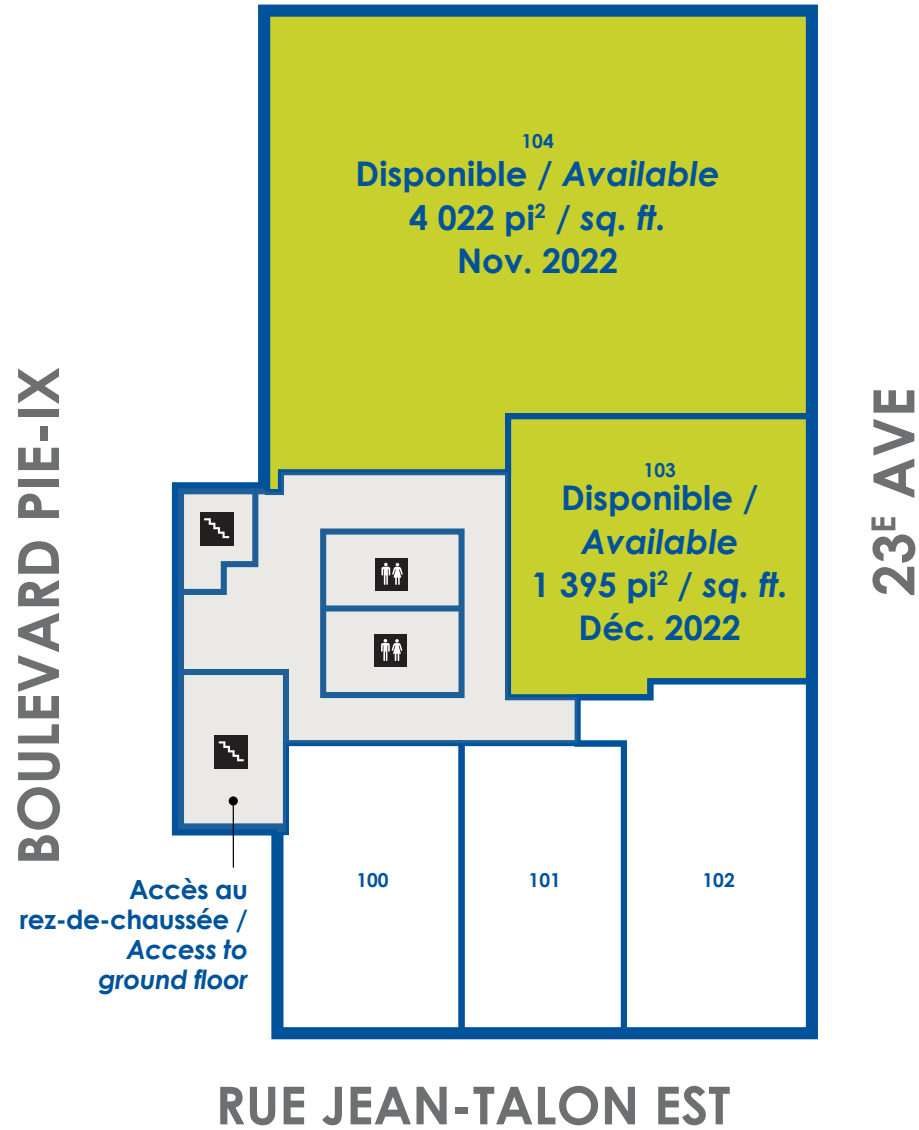 104
Disponible / Available
4 022 pi² / sq. ft.
Nov. 2022
BOULEVARD PIE-IX
23E AVE
103
Disponible /
Available
1 395 pi² / sq. ft.
Déc. 2022
Accès au
rez-de-chaussée /
Access to
ground floor
100
101
102
RUE JEAN-TALON EST